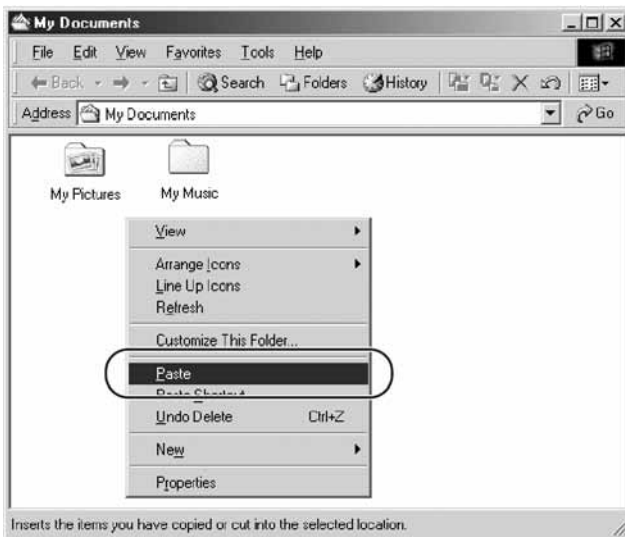 My Documents
File Edit View Favorites Tools Help
Back Search Folders History
Address My Documents Go
My Pictures My Music
View
Arrange Icons
Line Up Icons
Refresh
Customize This Folder...
Paste
Paste Shortcut
Undo Delete Ctrl+Z
New
Properties
Inserts the items you have copied or cut into the selected location.